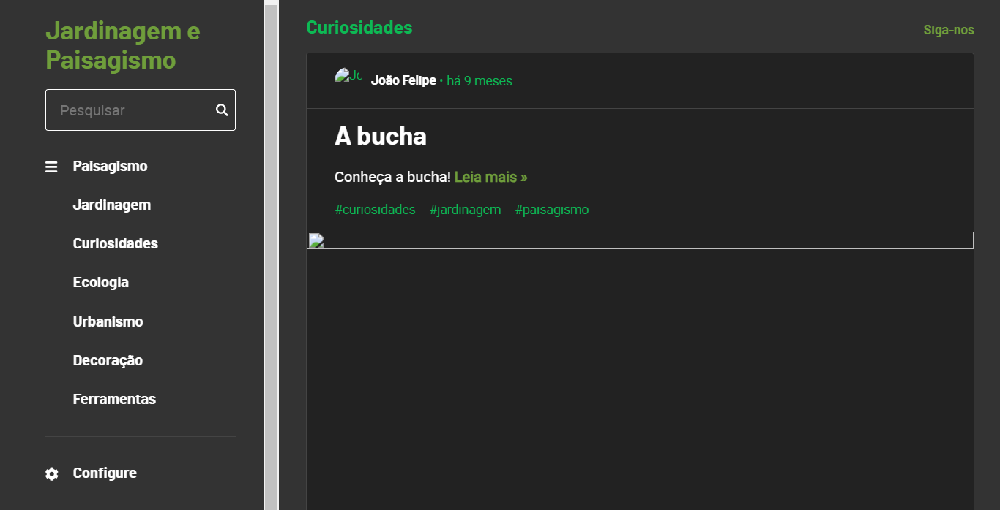 Jardinagem e
Paisagismo
Pesquisar
Paisagismo
Jardinagem
Curiosidades
Ecologia
Urbanismo
Decoração
Ferramentas
Configure
Curiosidades
Siga-nos
João Felipe • há 9 meses
A bucha
Conheça a bucha! Leia mais »
#curiosidades #jardinagem #paisagismo